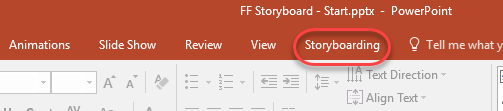 FF Storyboard - Start.pptx - PowerPoint
Animations Slide Show Review View Storyboarding Tell me what y
A A
Text Direction
Align Text